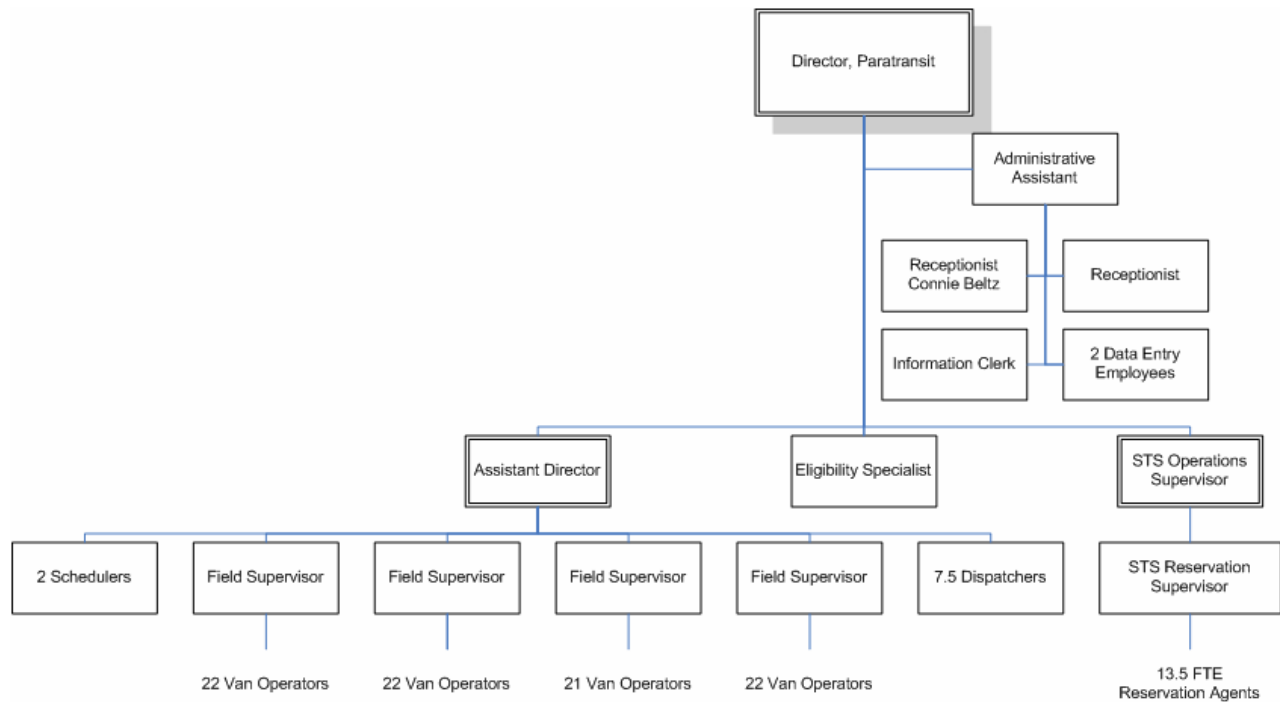 Director, Paratransit
Administrative
Assistant
Receptionist
Connie Beltz
Receptionist
Information Clerk
2 Data Entry
Employees
Assistant Director
Eligibility Specialist
STS Operations
Supervisor
2 Schedulers
Field Supervisor
Field Supervisor
Field Supervisor
Field Supervisor
7.5 Dispatchers
STS Reservation
Supervisor
22 Van Operators
22 Van Operators
21 Van Operators
22 Van Operators
13.5 FTE
Reservation Agents